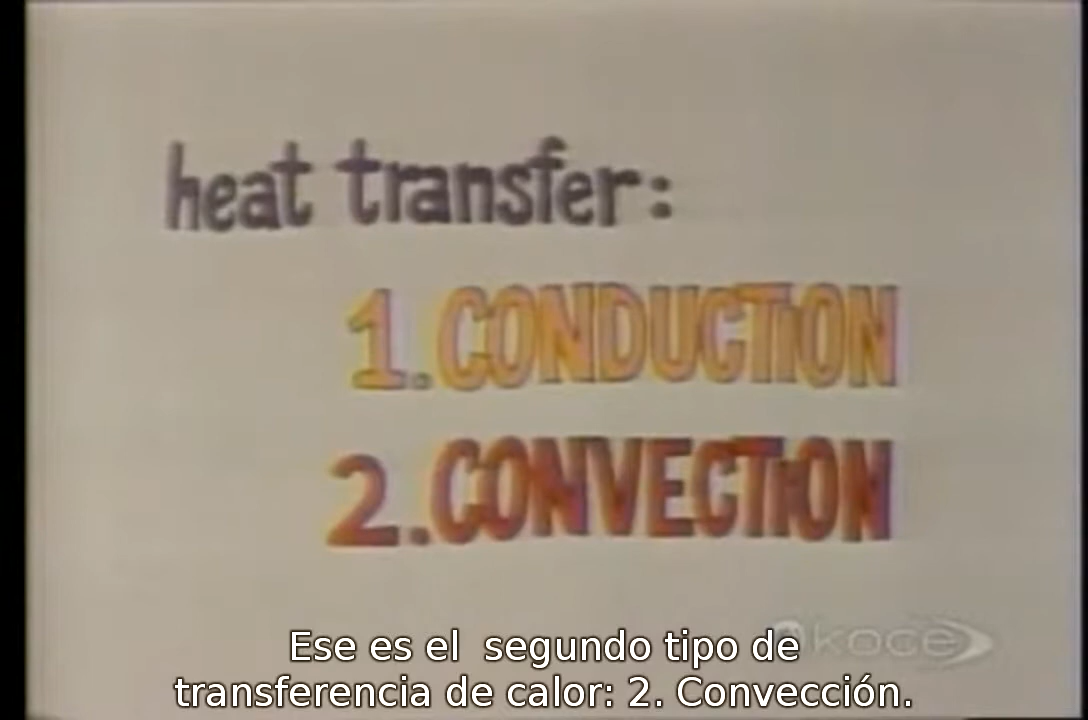 heat transfer:
1. CONDUCTION
2. CONVECTION
koce
Ese es el  segundo tipo de
transferencia de calor: 2. Convección.